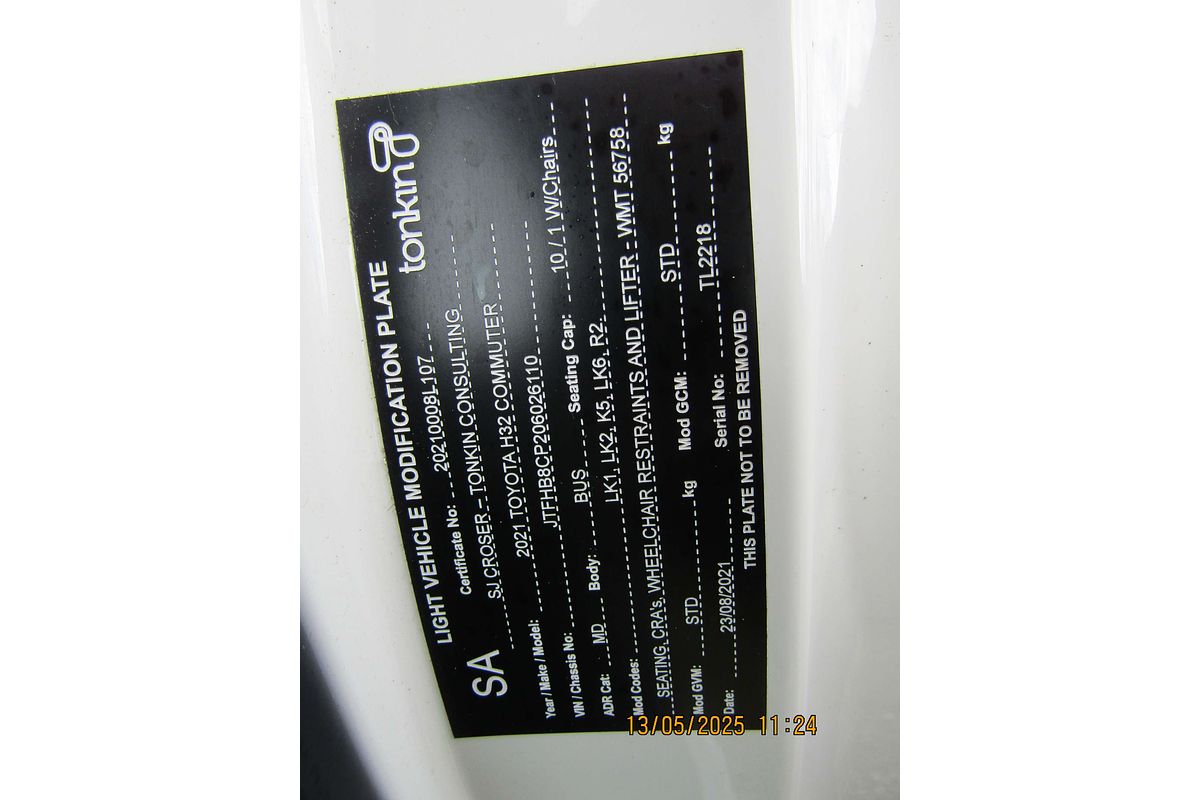 SA
LIGHT VEHICLE MODIFICATION PLATE
tonkin
Certificate No: 20210008L107
SJ CROSER – TONKIN CONSULTING
Year / Make / Model: 2021 TOYOTA H32 COMMUTER
VIN / Chassis No: JTFHB8CP206026110
ADR Cat: MD Body: BUS Seating Cap: 10 / 1 W/Chairs
Mod Codes: LK1, LK2, K5, LK6, R2
SEATING, CRA's, WHEELCHAIR RESTRAINTS AND LIFTER - WMT 56758
Mod GVM: STD kg Mod GCM: STD kg
Date: 23/08/2021 Serial No: TL2218
THIS PLATE NOT TO BE REMOVED
13/05/2025 11:24